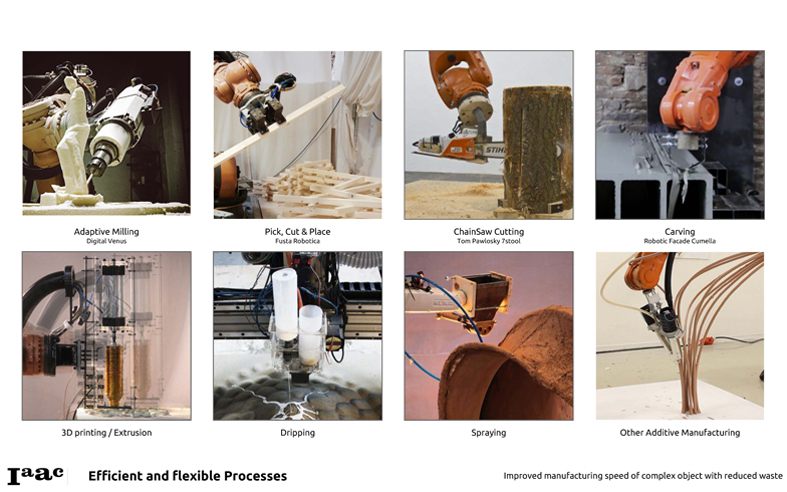 STIHL
Adaptive Milling
Digital Venus
Pick, Cut & Place
Fusta Robotica
ChainSaw Cutting
Tom Pawlosky 7stool
Carving
Robotic Facade Cumella
3D printing / Extrusion
Dripping
Spraying
Other Additive Manufacturing
Iaac
Efficient and flexible Processes
Improved manufacturing speed of complex object with reduced waste